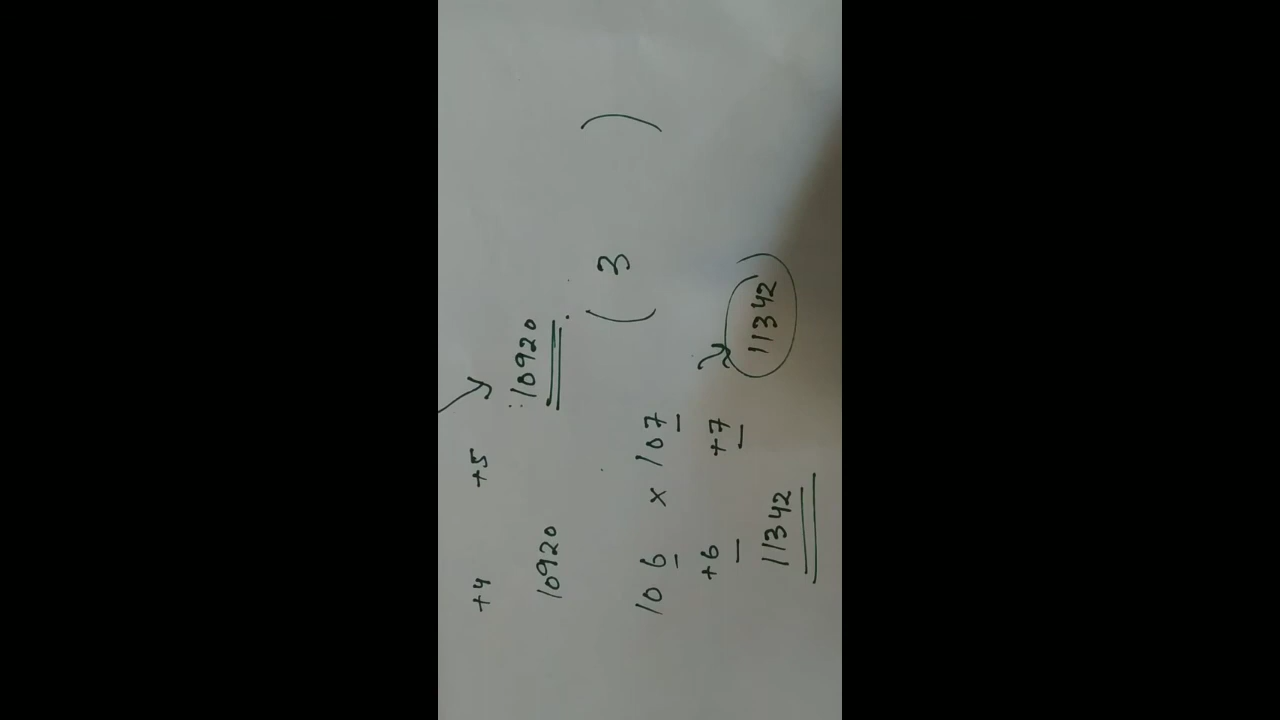 +4 +5
10920 :10920
( 3 )
106 x 107
+6 +7
11342 11342